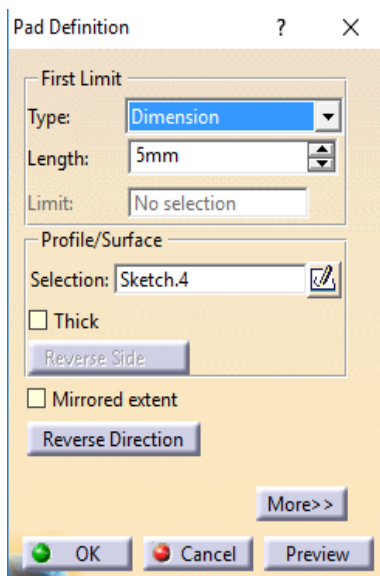 Pad Definition ? ×
First Limit
Type: Dimension
Length: 5mm
Limit: No selection
Profile/Surface
Selection: Sketch.4
Thick
Reverse Side
Mirrored extent
Reverse Direction
More>>
OK Cancel Preview